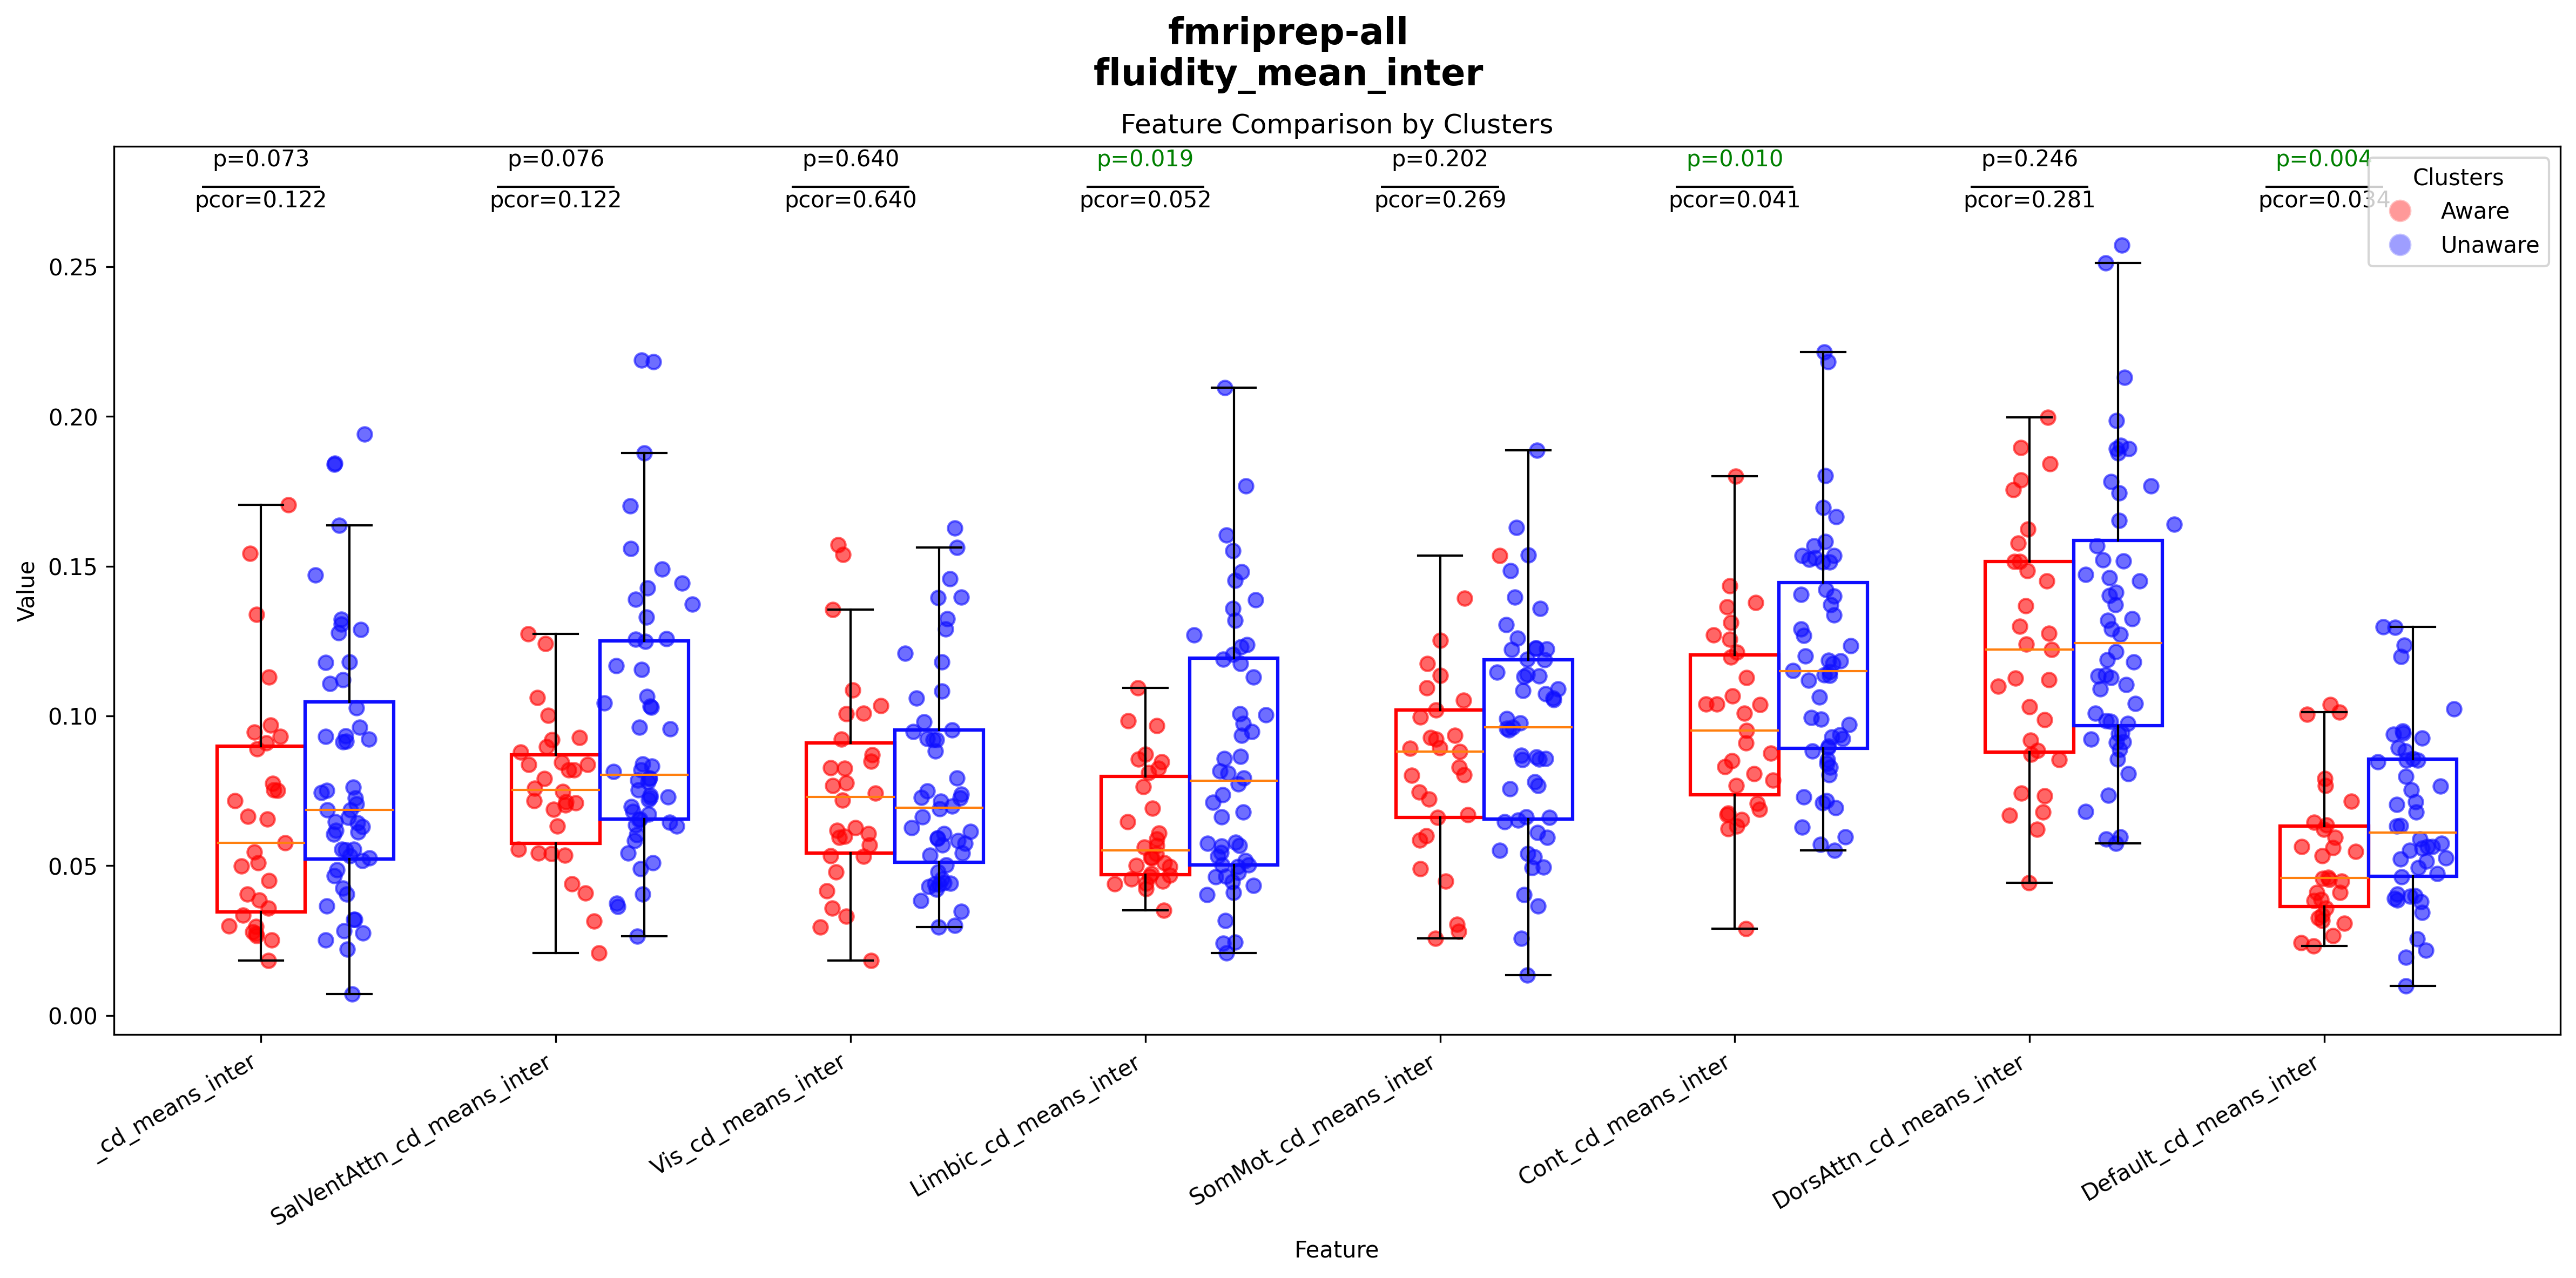 fmriprep-all
fluidity_mean_inter
Feature Comparison by Clusters
p=0.073 p=0.076 p=0.640 p=0.019 p=0.202 p=0.010 p=0.246 p=0.004
pcor=0.122 pcor=0.122 pcor=0.640 pcor=0.052 pcor=0.269 pcor=0.041 pcor=0.281 pcor=0.034
Clusters
Aware
Unaware
Value
0.25
0.20
0.15
0.10
0.05
0.00
_cd_means_inter
SalVentAttn_cd_means_inter
Vis_cd_means_inter
Limbic_cd_means_inter
SomMot_cd_means_inter
Cont_cd_means_inter
DorsAttn_cd_means_inter
Default_cd_means_inter
Feature